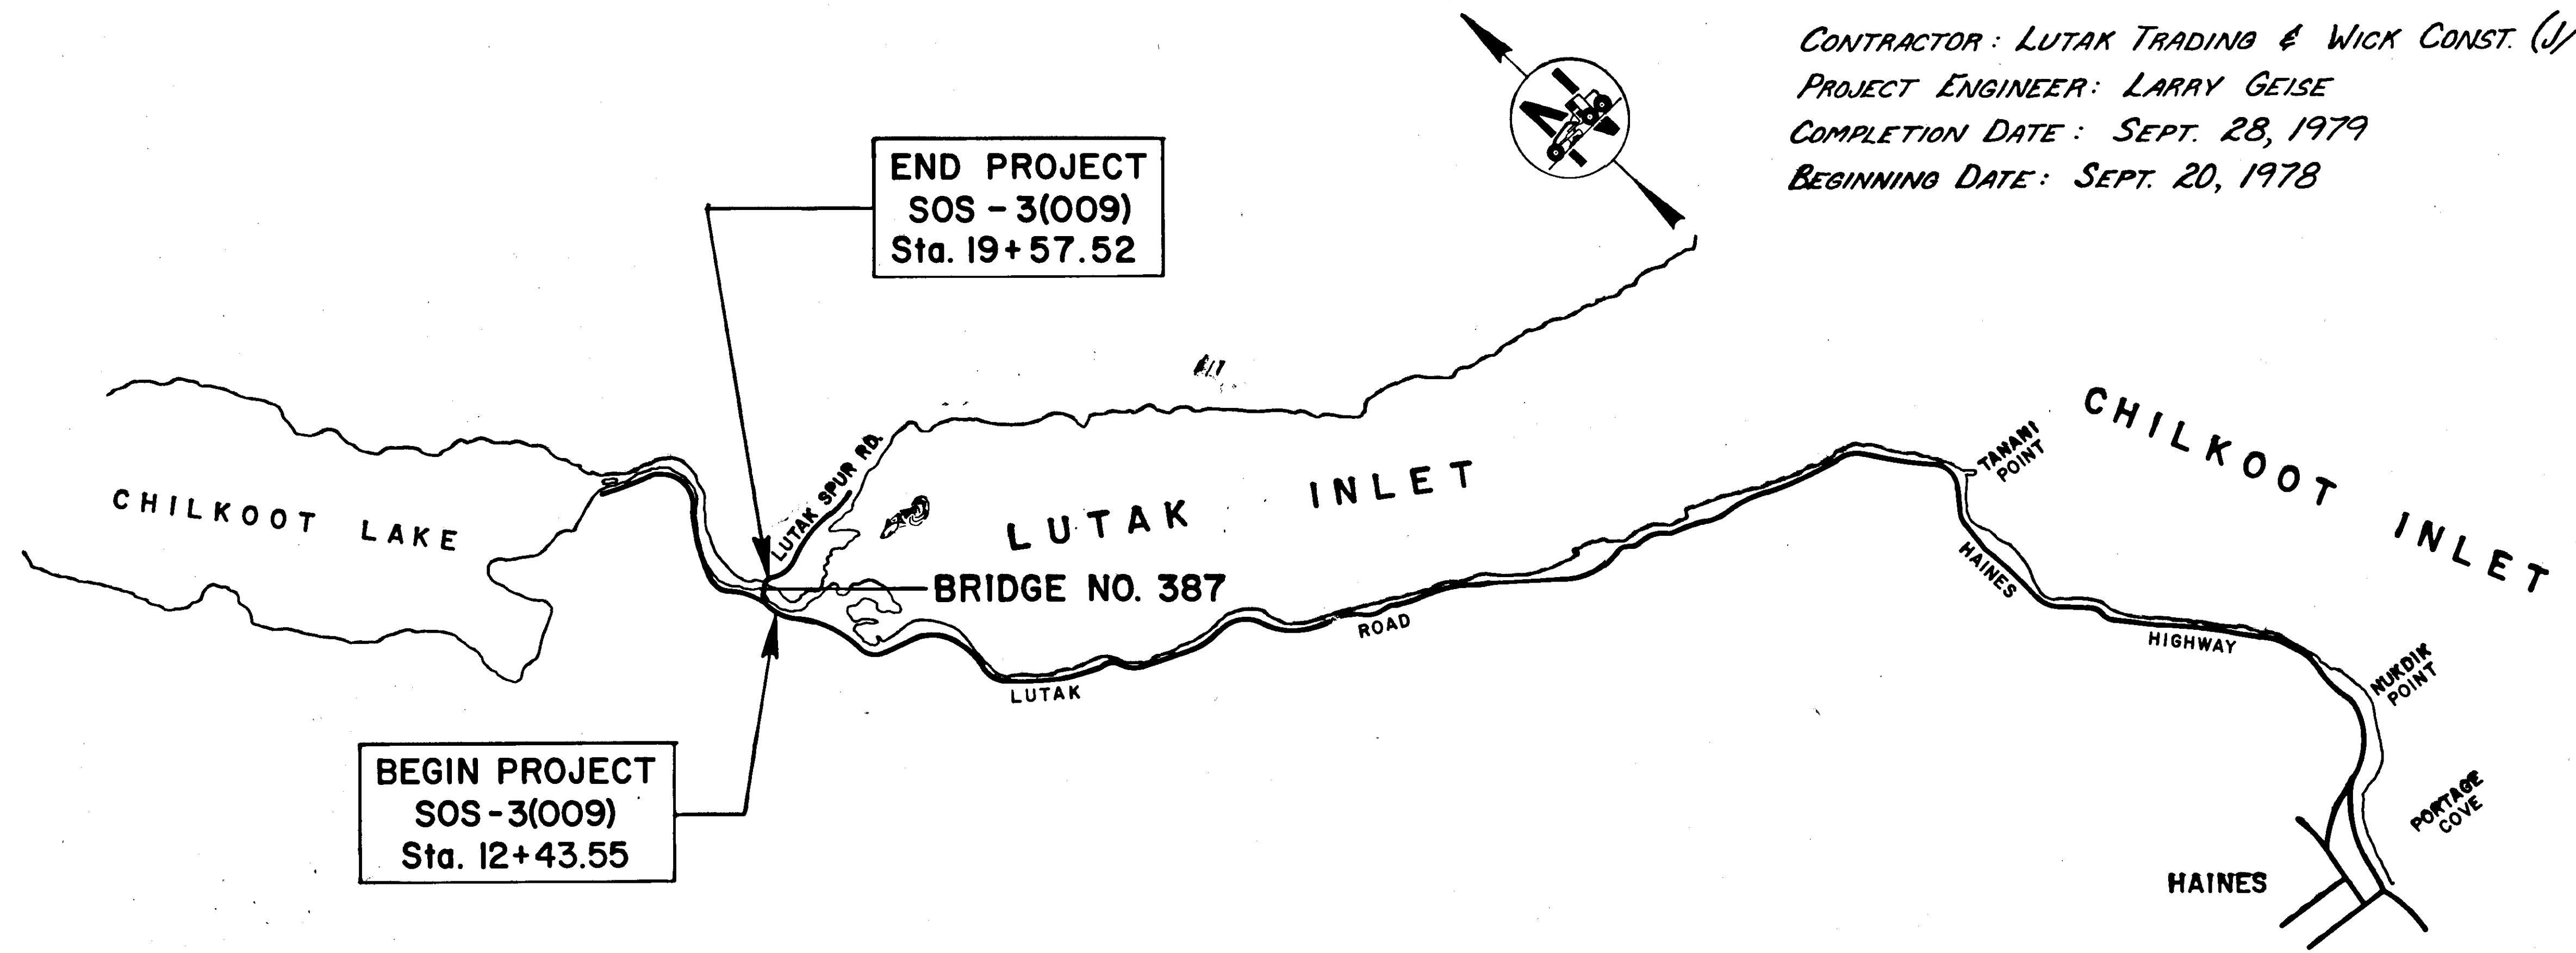 CONTRACTOR: LUTAK TRADING & WICK CONST. (J/
PROJECT ENGINEER: LARRY GEISE
COMPLETION DATE: SEPT. 28, 1979
BEGINNING DATE: SEPT. 20, 1978
N
END PROJECT
SOS-3(009)
Sta. 19+57.52
CHILKOOT LAKE
LUTAK SPUR RD.
LUTAK INLET
CHILKOOT INLET
TANANI
POINT
BRIDGE NO. 387
HAINES
HIGHWAY
LUTAK
ROAD
NUKDIK
POINT
BEGIN PROJECT
SOS-3(009)
Sta. 12+43.55
PORTAGE
COVE
HAINES